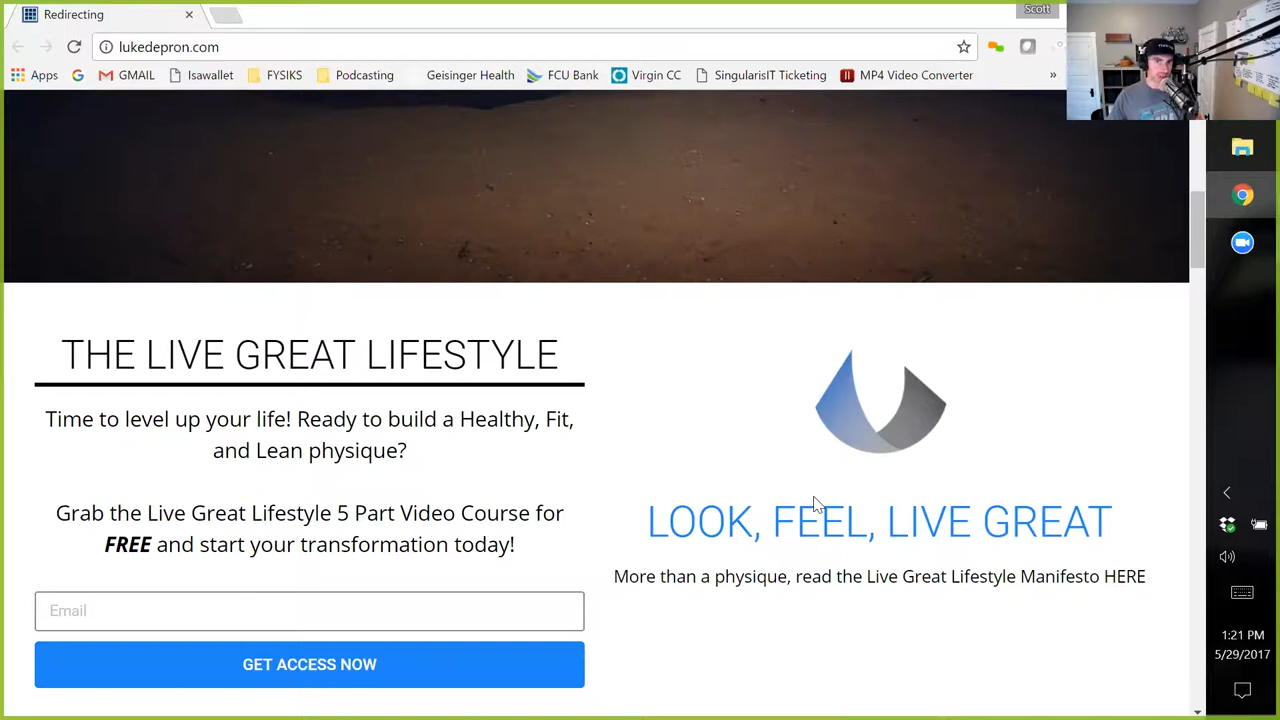 Redirecting
Scott
lukedepron.com
Apps GMAIL Isawallet FYSIKS Podcasting Geisinger Health FCU Bank Virgin CC SingularisIT Ticketing MP4 Video Converter »
THE LIVE GREAT LIFESTYLE
Time to level up your life! Ready to build a Healthy, Fit,
and Lean physique?
Grab the Live Great Lifestyle 5 Part Video Course for
FREE and start your transformation today!
Email
GET ACCESS NOW
LOOK, FEEL, LIVE GREAT
More than a physique, read the Live Great Lifestyle Manifesto HERE
1:21 PM
5/29/2017